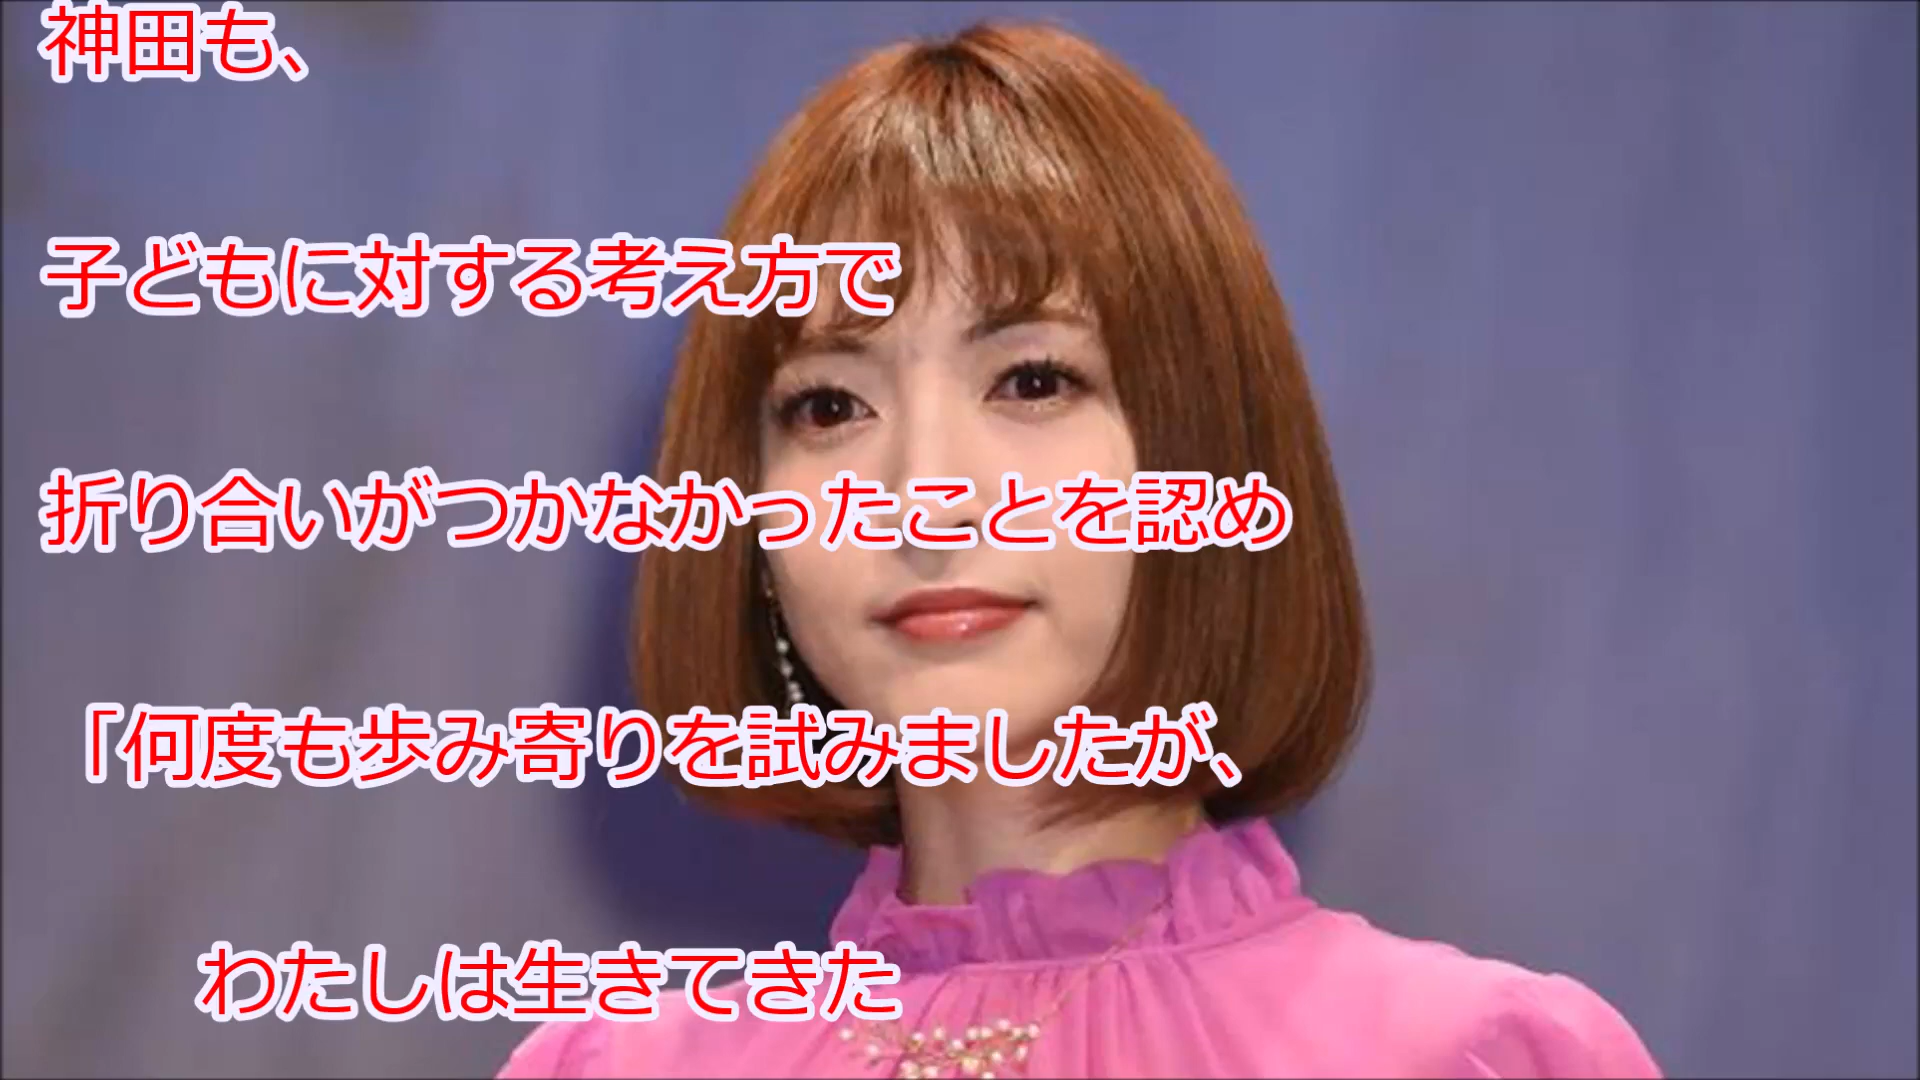 神田も、
子どもに対する考え方で
折り合いがつかなかったことを認め
「何度も歩み寄りを試みましたが、
わたしは生きてきた